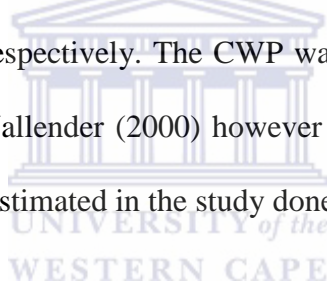 espectively. The CWP wa
allender (2000) however
stimated in the study done
UNIVERSITY of the
WESTERN CAPE